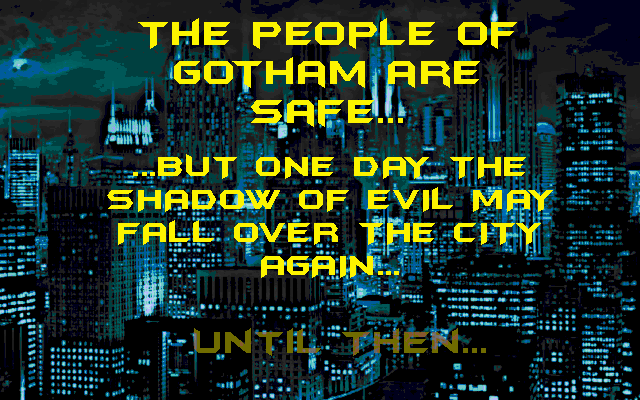 THE PEOPLE OF
GOTHAM ARE
SAFE...
...BUT ONE DAY THE
SHADOW OF EVIL MAY
FALL OVER THE CITY
AGAIN...
UNTIL THEN...